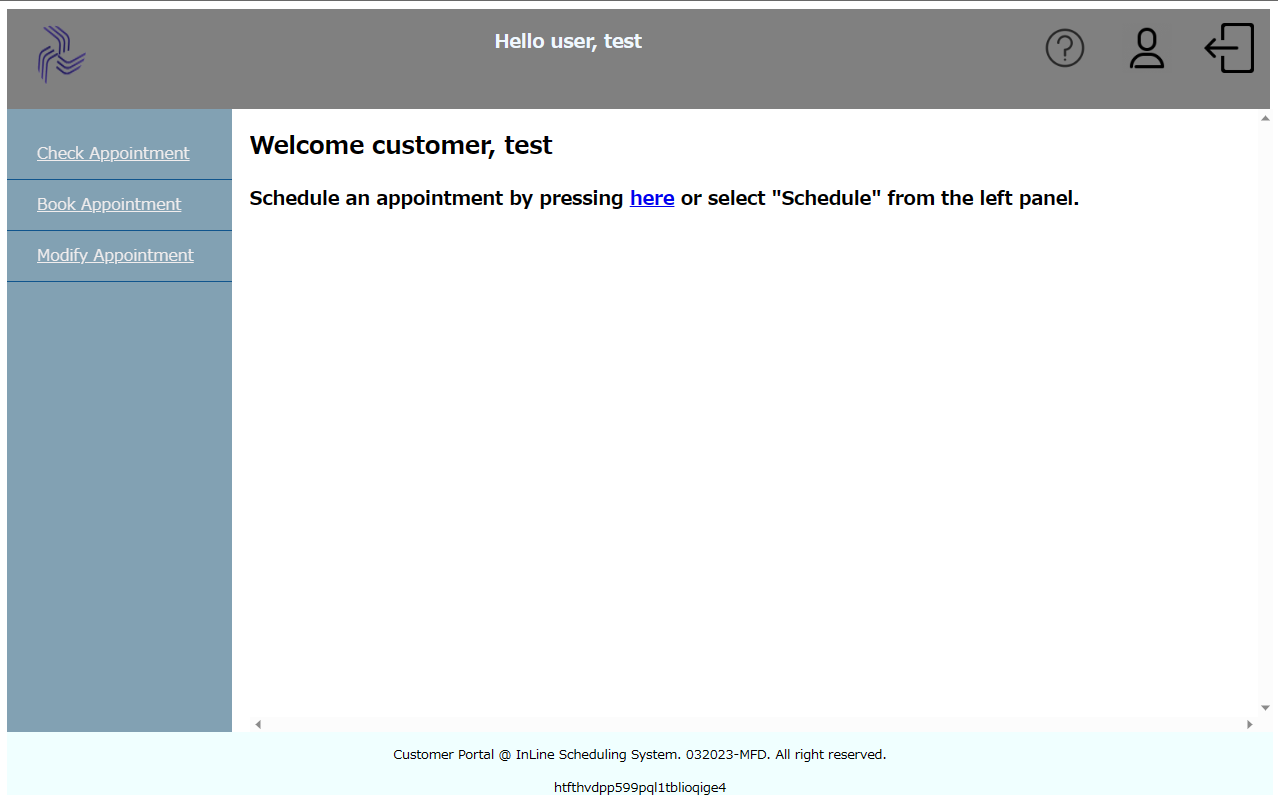 Hello user, test
Check Appointment
Book Appointment
Modify Appointment
Welcome customer, test
Schedule an appointment by pressing here or select "Schedule" from the left panel.
Customer Portal @ InLine Scheduling System. 032023-MFD. All right reserved.
htfthvdpp599pql1tblioqige4